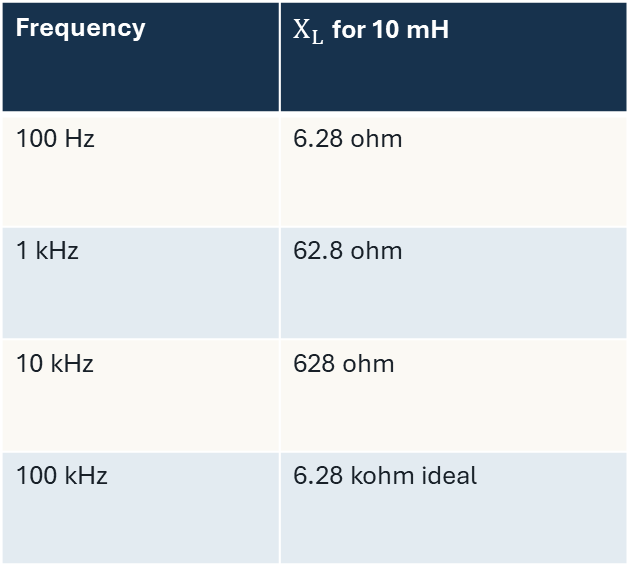 Frequency X_L for 10 mH
100 Hz 6.28 ohm
1 kHz 62.8 ohm
10 kHz 628 ohm
100 kHz 6.28 kohm ideal